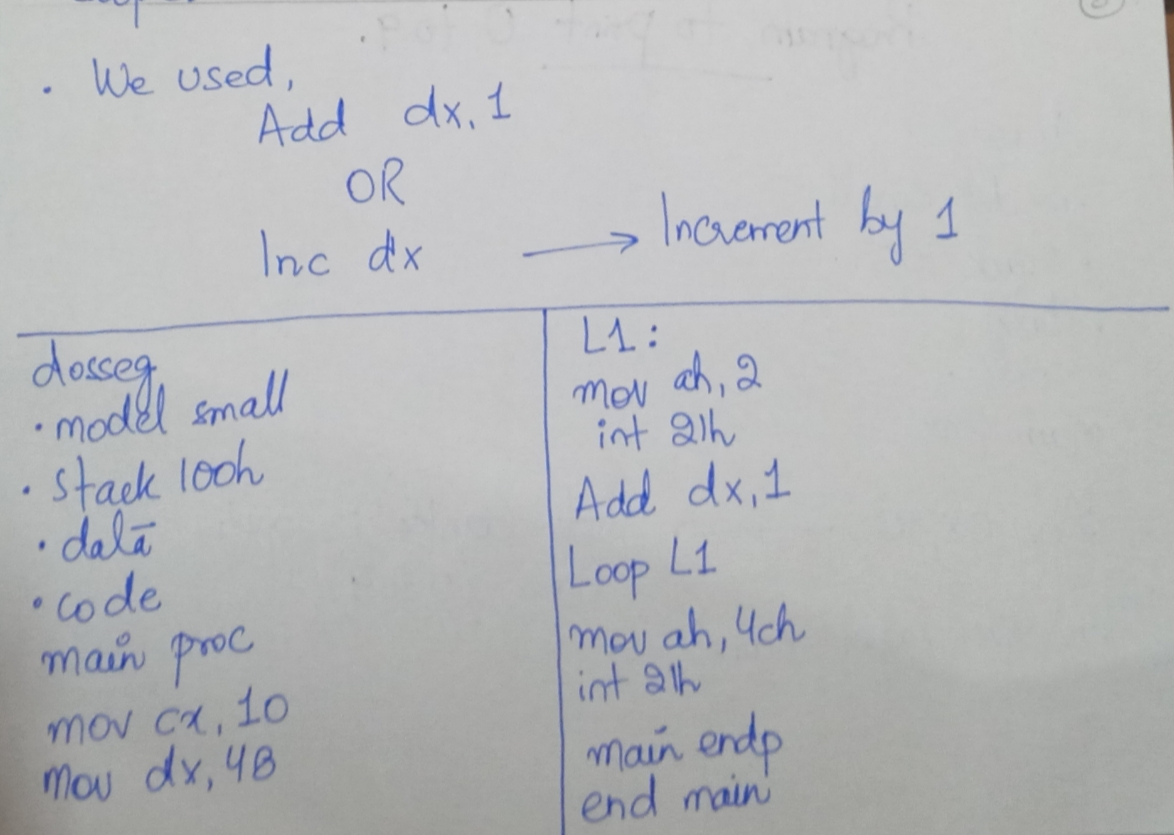 . We used,
Add dx, 1
OR
Inc dx → Increment by 1
dosseg
.model small
.stack 100h
.data
.code
main proc
mov cx, 10
mov dx, 48
L1:
mov ah, 2
int 21h
Add dx, 1
Loop L1
mov ah, 4ch
int 21h
main endp
end main